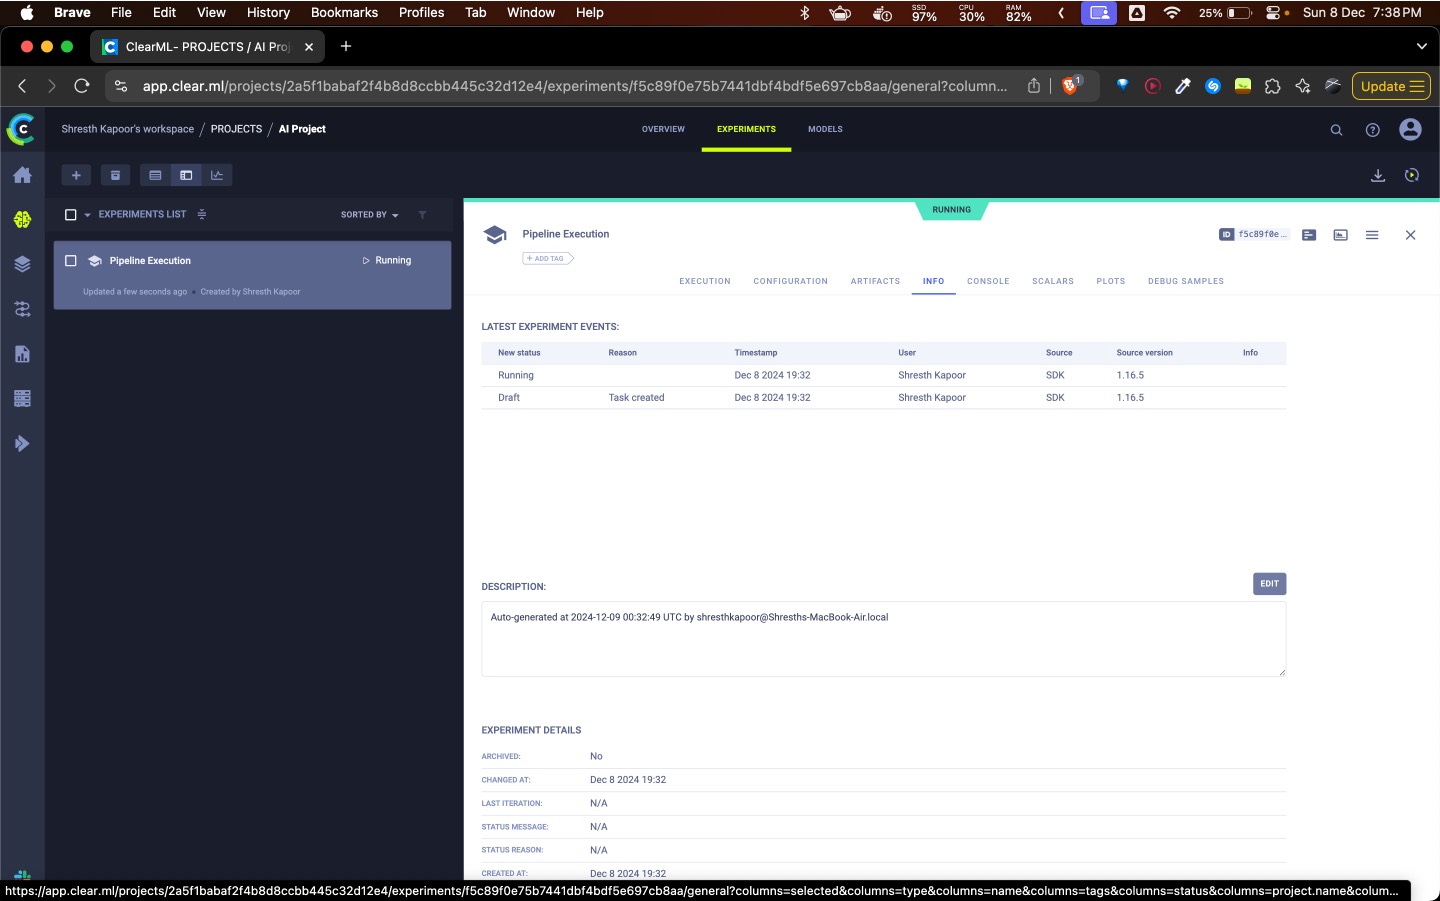 Brave File Edit View History Bookmarks Profiles Tab Window Help SSD 97% CPU 30% RAM 82% 25% Sun 8 Dec 7:38 PM
ClearML- PROJECTS / AI Proj
app.clear.ml/projects/2a5f1babaf2f4b8d8ccbb445c32d12e4/experiments/f5c89f0e75b7441dbf4bdf5e697cb8aa/general?column... 1 Update
Shresth Kapoor's workspace / PROJECTS / AI Project OVERVIEW EXPERIMENTS MODELS
EXPERIMENTS LIST SORTED BY
RUNNING
Pipeline Execution ID f5c89f0e...
+ ADD TAG
Pipeline Execution Running
Updated a few seconds ago Created by Shresth Kapoor
EXECUTION CONFIGURATION ARTIFACTS INFO CONSOLE SCALARS PLOTS DEBUG SAMPLES
LATEST EXPERIMENT EVENTS:
New status Reason Timestamp User Source Source version Info
Running Dec 8 2024 19:32 Shresth Kapoor SDK 1.16.5
Draft Task created Dec 8 2024 19:32 Shresth Kapoor SDK 1.16.5
DESCRIPTION: EDIT
Auto-generated at 2024-12-09 00:32:49 UTC by shresthkapoor@Shresths-MacBook-Air.local
EXPERIMENT DETAILS
ARCHIVED: No
CHANGED AT: Dec 8 2024 19:32
LAST ITERATION: N/A
STATUS MESSAGE: N/A
STATUS REASON: N/A
CREATED AT: Dec 8 2024 19:32
https://app.clear.ml/projects/2a5f1babaf2f4b8d8ccbb445c32d12e4/experiments/f5c89f0e75b7441dbf4bdf5e697cb8aa/general?columns=selected&columns=type&columns=name&columns=tags&columns=status&columns=project.name&colum...